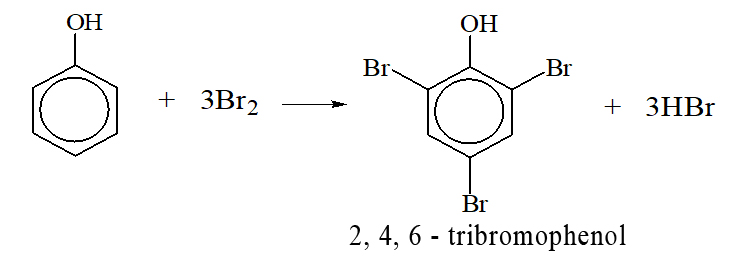 OH
OH
Br
Br
+ 3Br2
+ 3HBr
Br
2, 4, 6 - tribromophenol